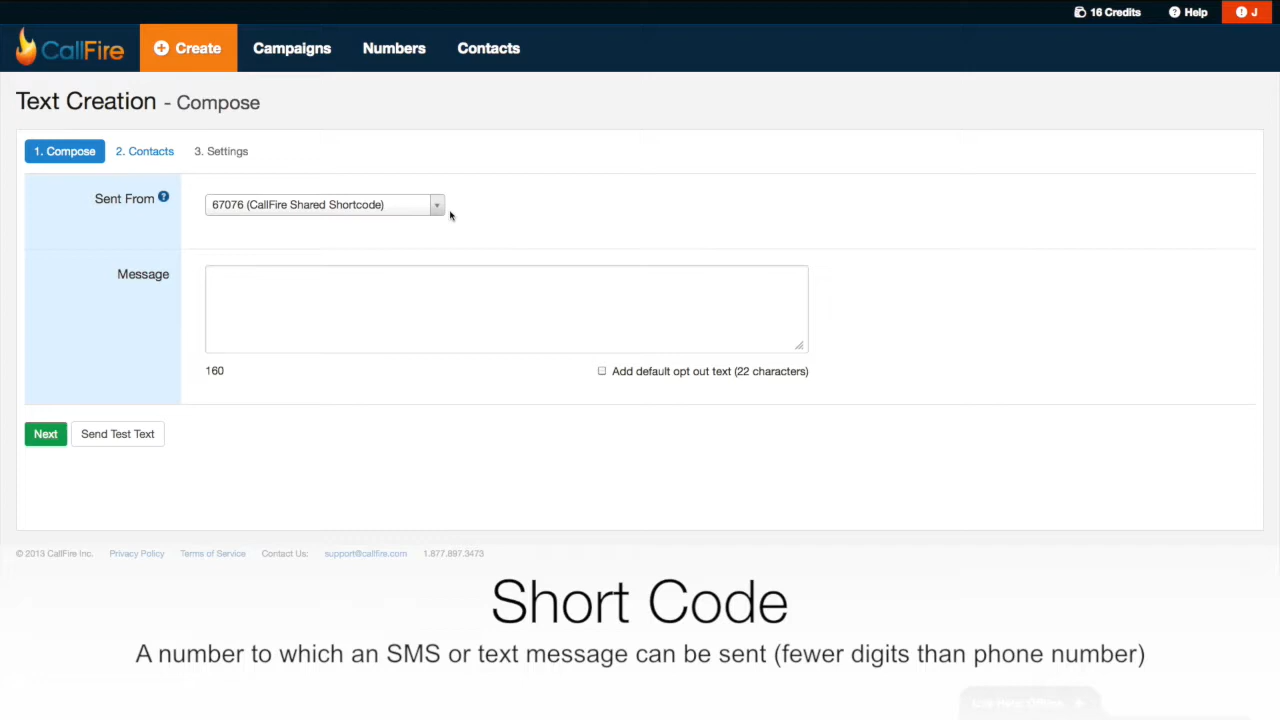 16 Credits Help J
CallFire Create Campaigns Numbers Contacts
Text Creation - Compose
1. Compose 2. Contacts 3. Settings
Sent From 67076 (CallFire Shared Shortcode)
Message
160 Add default opt out text (22 characters)
Next Send Test Text
© 2013 CallFire Inc. Privacy Policy Terms of Service Contact Us: support@callfire.com 1.877.897.3473
Short Code
A number to which an SMS or text message can be sent (fewer digits than phone number)